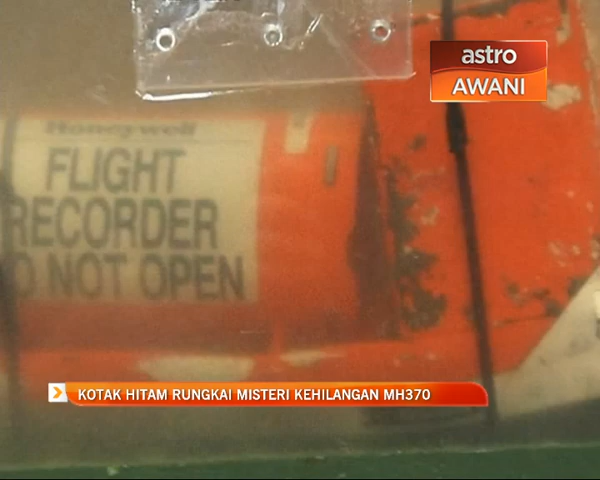 astro
AWANI
Honeywell
FLIGHT
RECORDER
DO NOT OPEN
KOTAK HITAM RUNGKAI MISTERI KEHILANGAN MH370